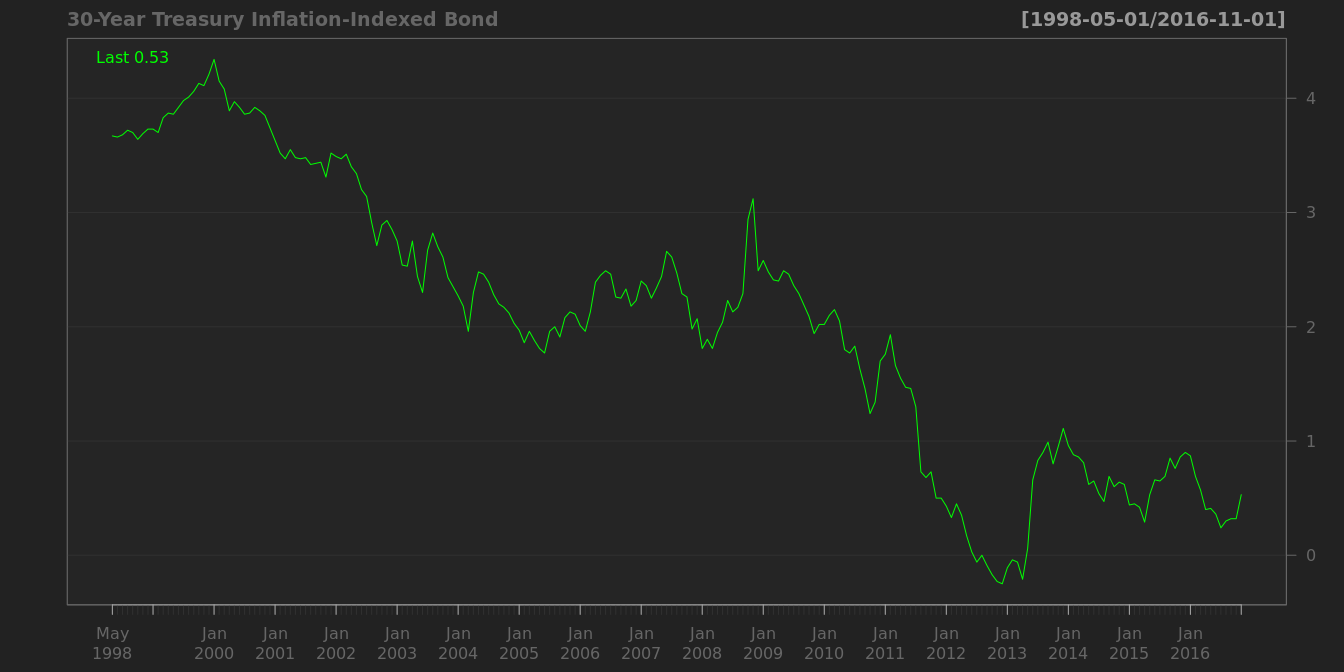 30-Year Treasury Inflation-Indexed Bond [1998-05-01/2016-11-01]
Last 0.53
4
3
2
1
0
May Jan Jan Jan Jan Jan Jan Jan Jan Jan Jan Jan Jan Jan Jan Jan Jan Jan
1998 2000 2001 2002 2003 2004 2005 2006 2007 2008 2009 2010 2011 2012 2013 2014 2015 2016